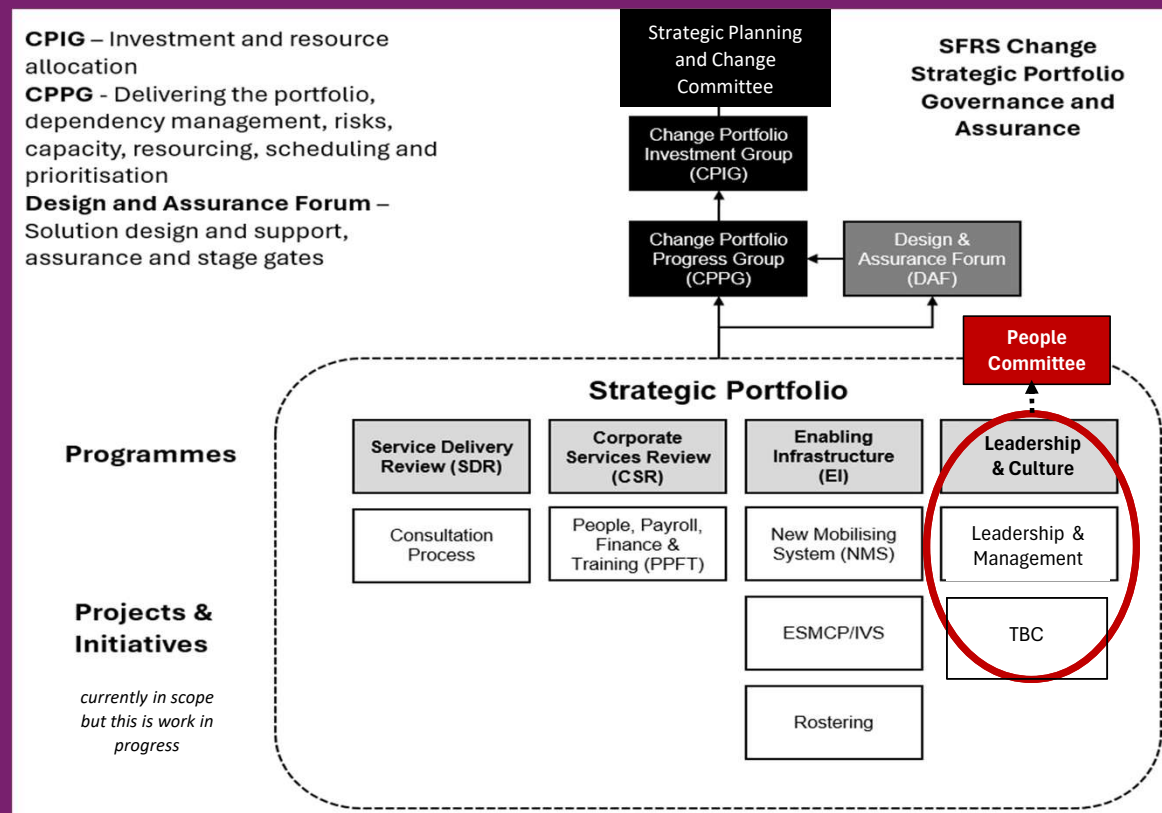 CPIG – Investment and resource
allocation
CPPG - Delivering the portfolio,
dependency management, risks,
capacity, resourcing, scheduling and
prioritisation
Design and Assurance Forum –
Solution design and support,
assurance and stage gates
Strategic Planning
and Change
Committee
SFRS Change
Strategic Portfolio
Governance and
Assurance
Change Portfolio
Investment Group
(CPIG)
Change Portfolio
Progress Group
(CPPG)
Design &
Assurance Forum
(DAF)
People
Committee
Strategic Portfolio
Programmes
Service Delivery
Review (SDR)
Corporate
Services Review
(CSR)
Enabling
Infrastructure
(EI)
Leadership
& Culture
Consultation
Process
People, Payroll,
Finance &
Training (PPFT)
New Mobilising
System (NMS)
Leadership &
Management
Projects &
Initiatives
ESMCP/IVS
TBC
currently in scope
but this is work in
progress
Rostering